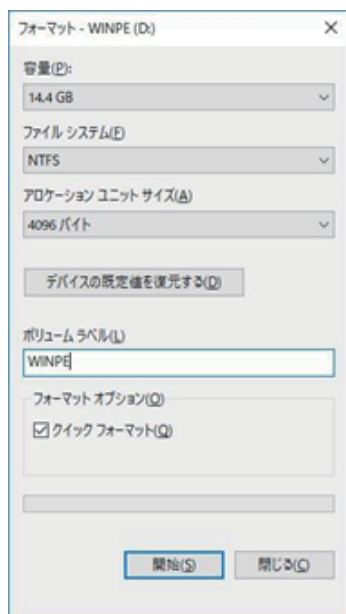 フォーマット - WINPE (D:)
容量(P):
14.4 GB
ファイル システム(F)
NTFS
アロケーション ユニット サイズ(A)
4096 バイト
デバイスの既定値を復元する(D)
ボリューム ラベル(L)
WINPE
フォーマット オプション(O)
クイック フォーマット(Q)
開始(S)
閉じる(C)